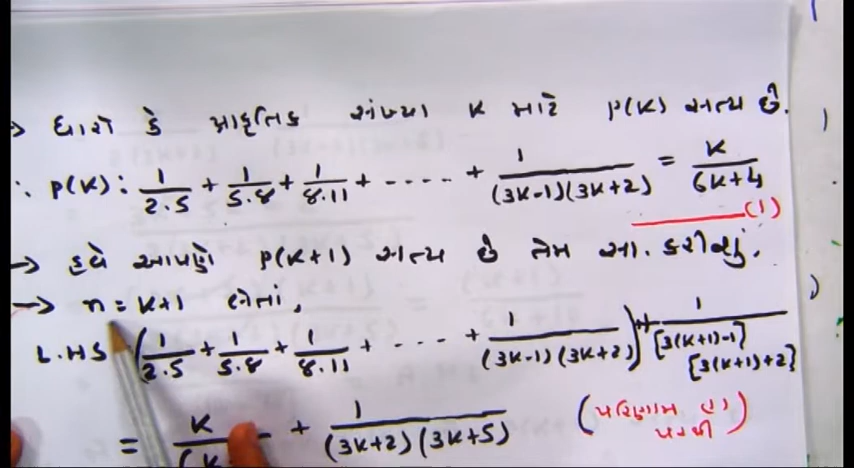 → ધારો કે પ્રાકૃતિક સંખ્યા k માટે P(k) સત્ય છે.
∴ P(k) : 1/2·5 + 1/5·8 + 1/8·11 + ---- + 1/(3k-1)(3k+2) = k/6k+4
(1)
→ હવે આપણે P(k+1) સત્ય છે તેમ સા. કરીશું.
→ n = k+1 લેતાં,
L.HS (1/2·5 + 1/5·8 + 1/8·11 + --- + 1/(3k-1)(3k+2)) + 1/[3(k+1)-1][3(k+1)+2]
= k + 1/(3k+2)(3k+5) (પરિણામ (1) પરથી)